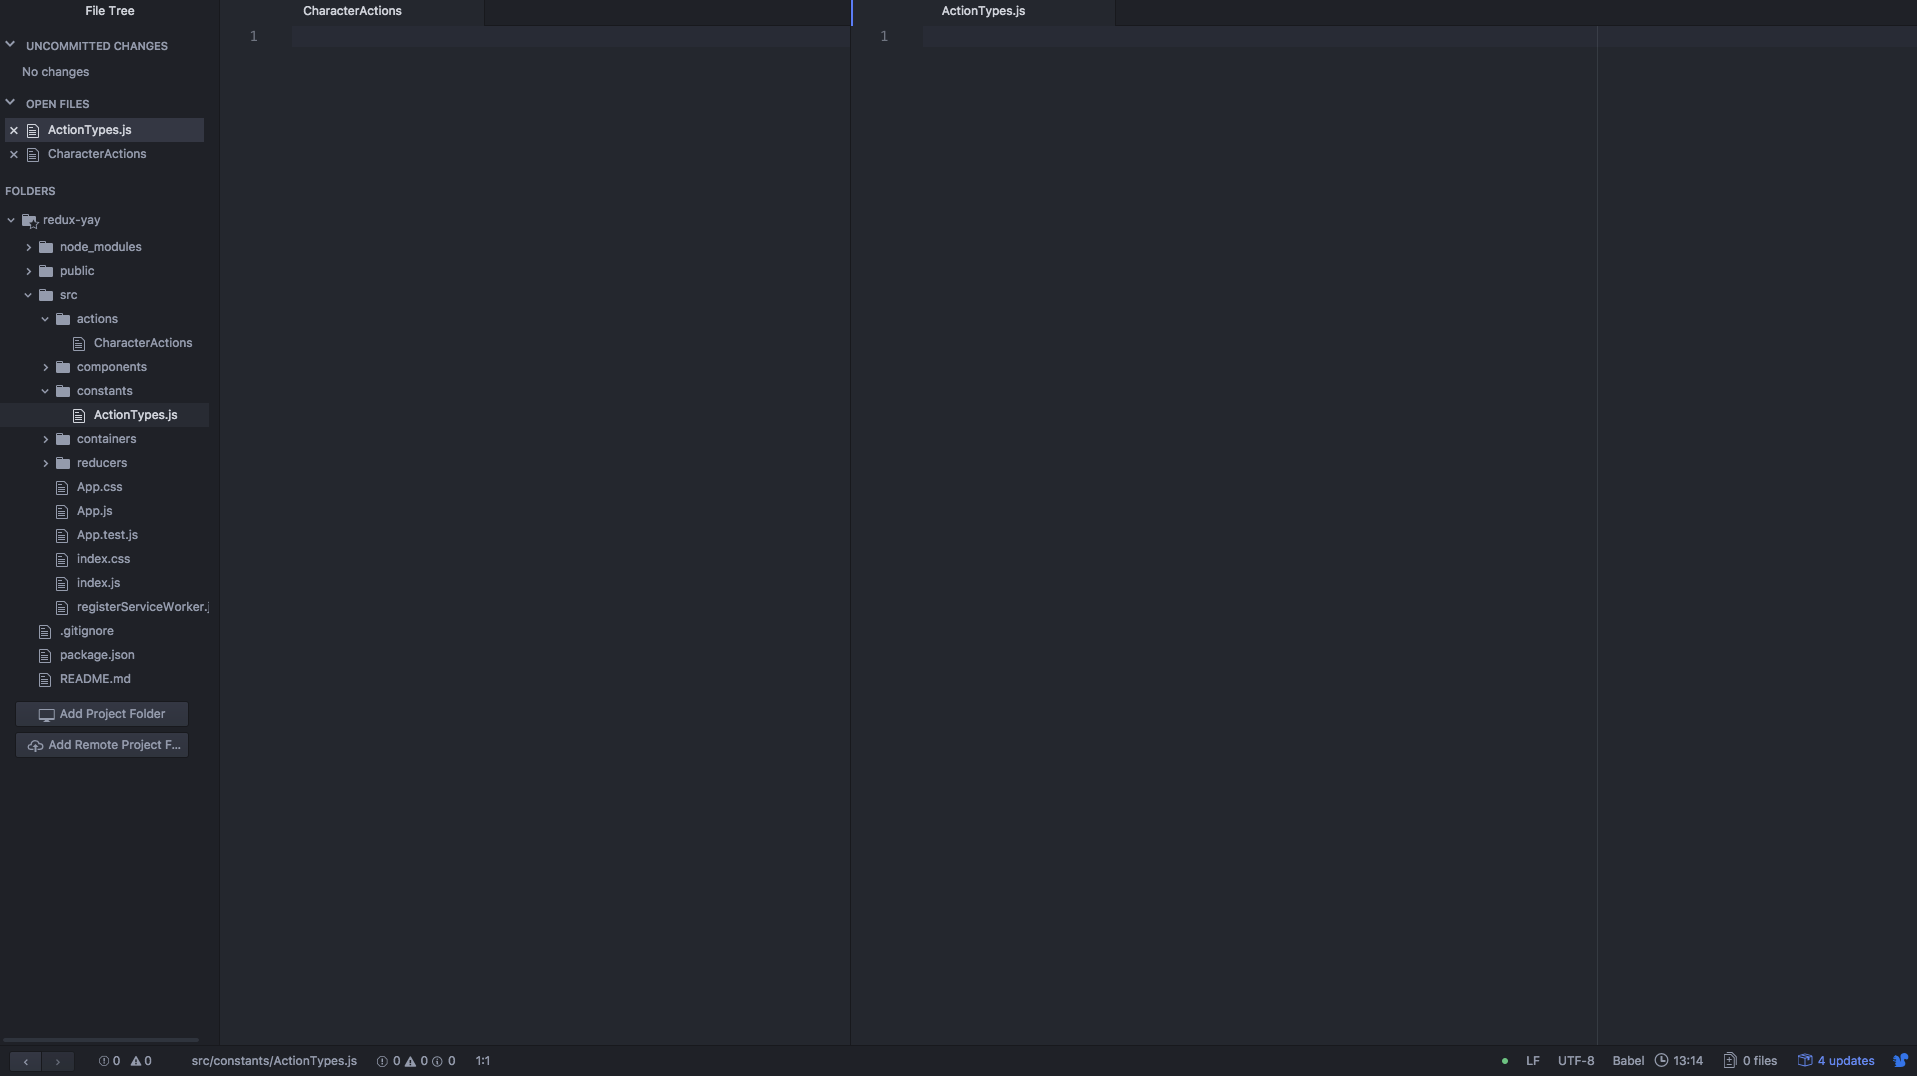 File Tree
UNCOMMITTED CHANGES
No changes
OPEN FILES
ActionTypes.js
CharacterActions
FOLDERS
redux-yay
node_modules
public
src
actions
CharacterActions
components
constants
ActionTypes.js
containers
reducers
App.css
App.js
App.test.js
index.css
index.js
registerServiceWorker.j
.gitignore
package.json
README.md
Add Project Folder
Add Remote Project F...
CharacterActions
1
ActionTypes.js
1
0 0 src/constants/ActionTypes.js 0 0 0 1:1 LF UTF-8 Babel 13:14 0 files 4 updates